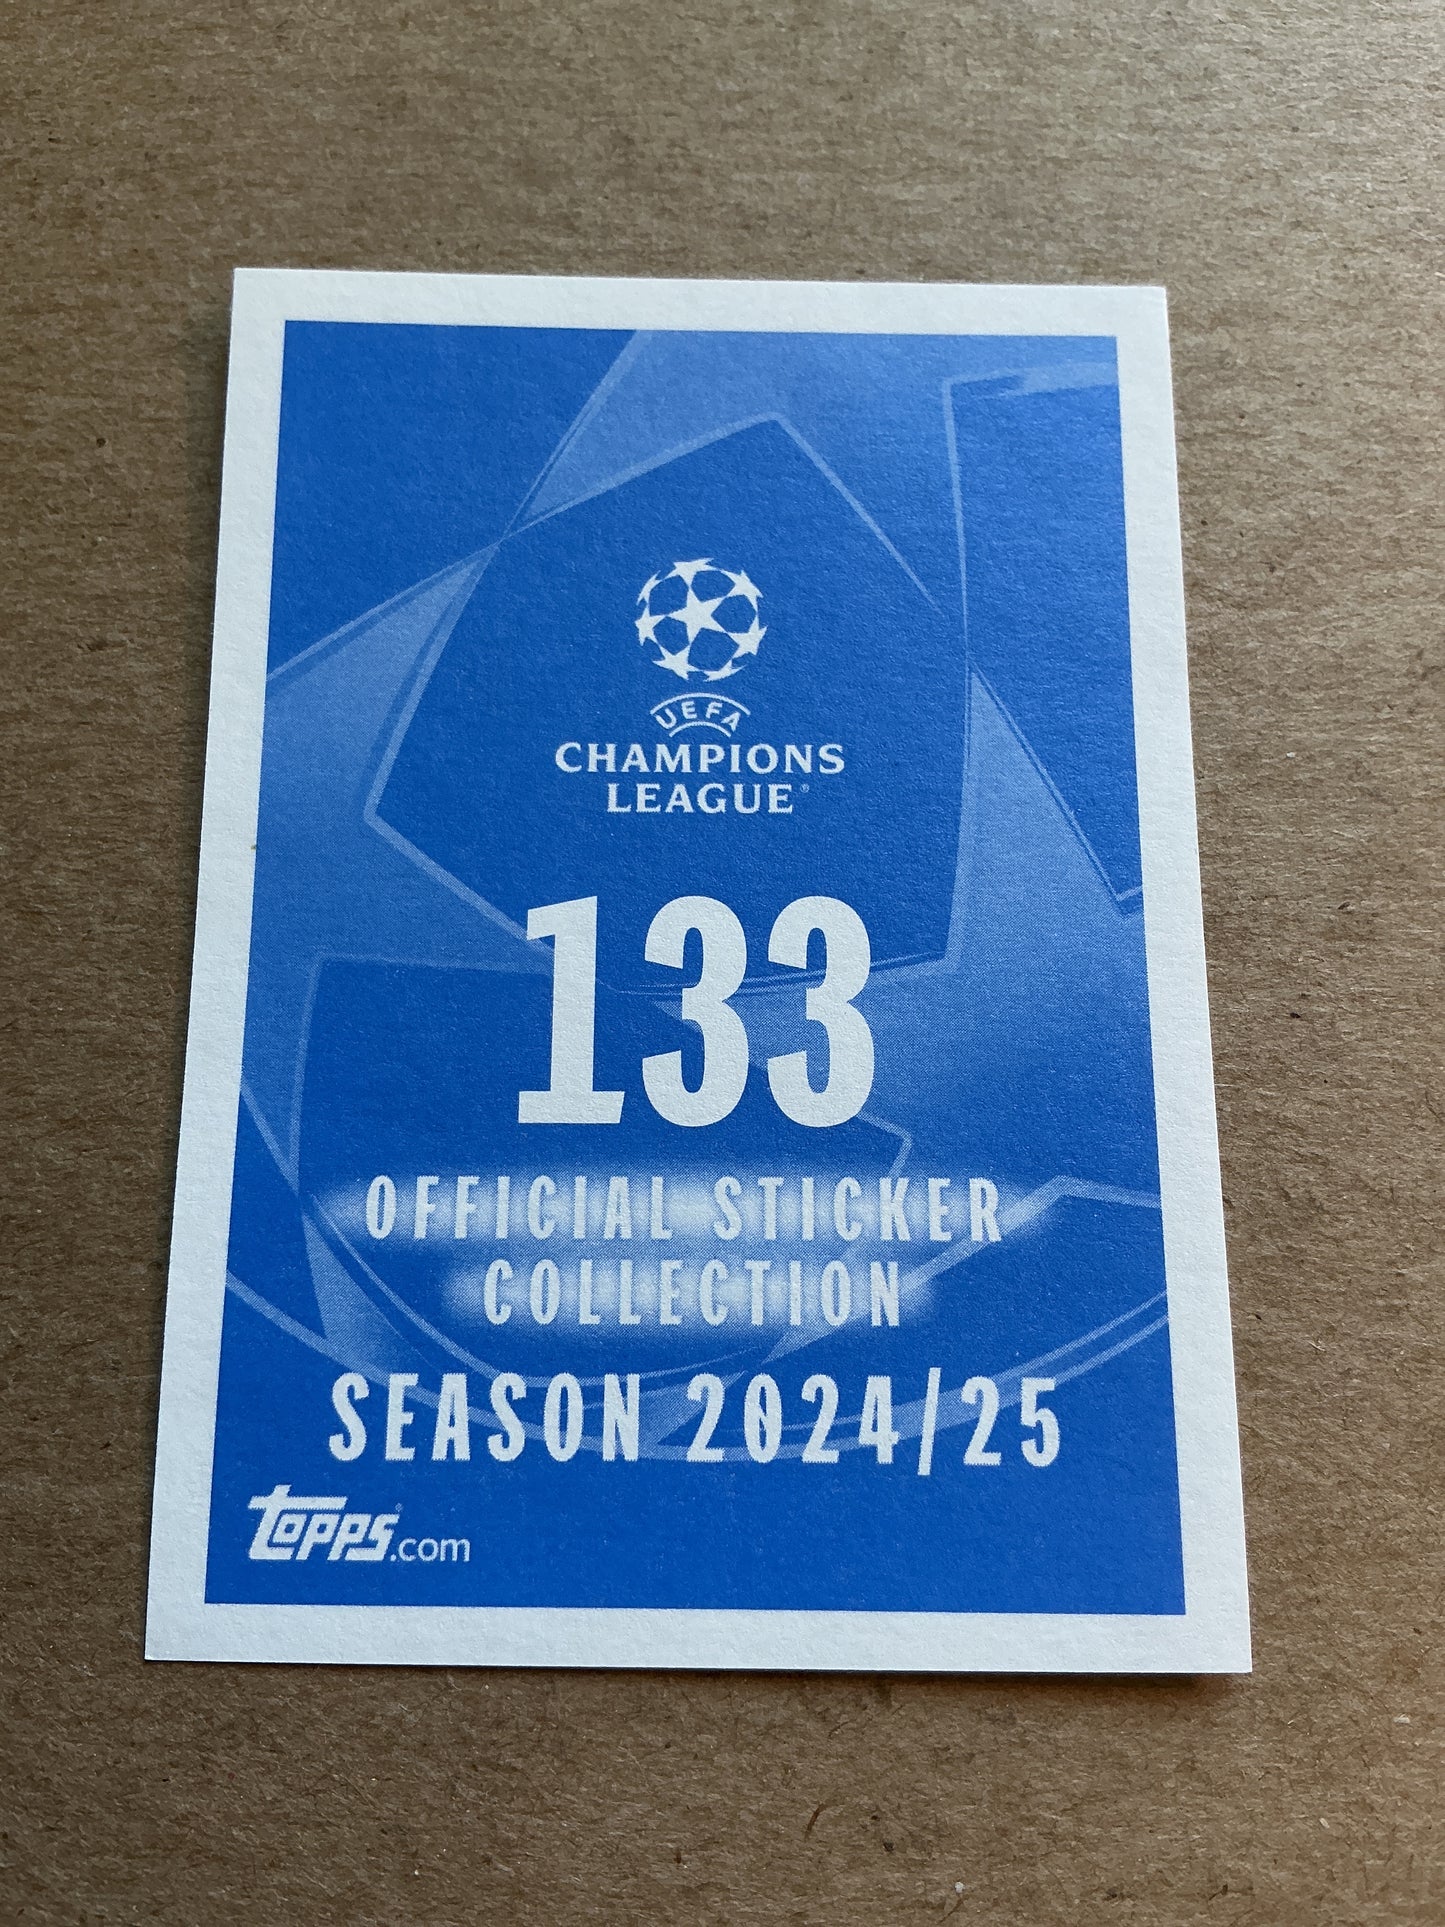 UEFA
CHAMPIONS
LEAGUE®
133
OFFICIAL STICKER
COLLECTION
SEASON 2024/25
topps®.com